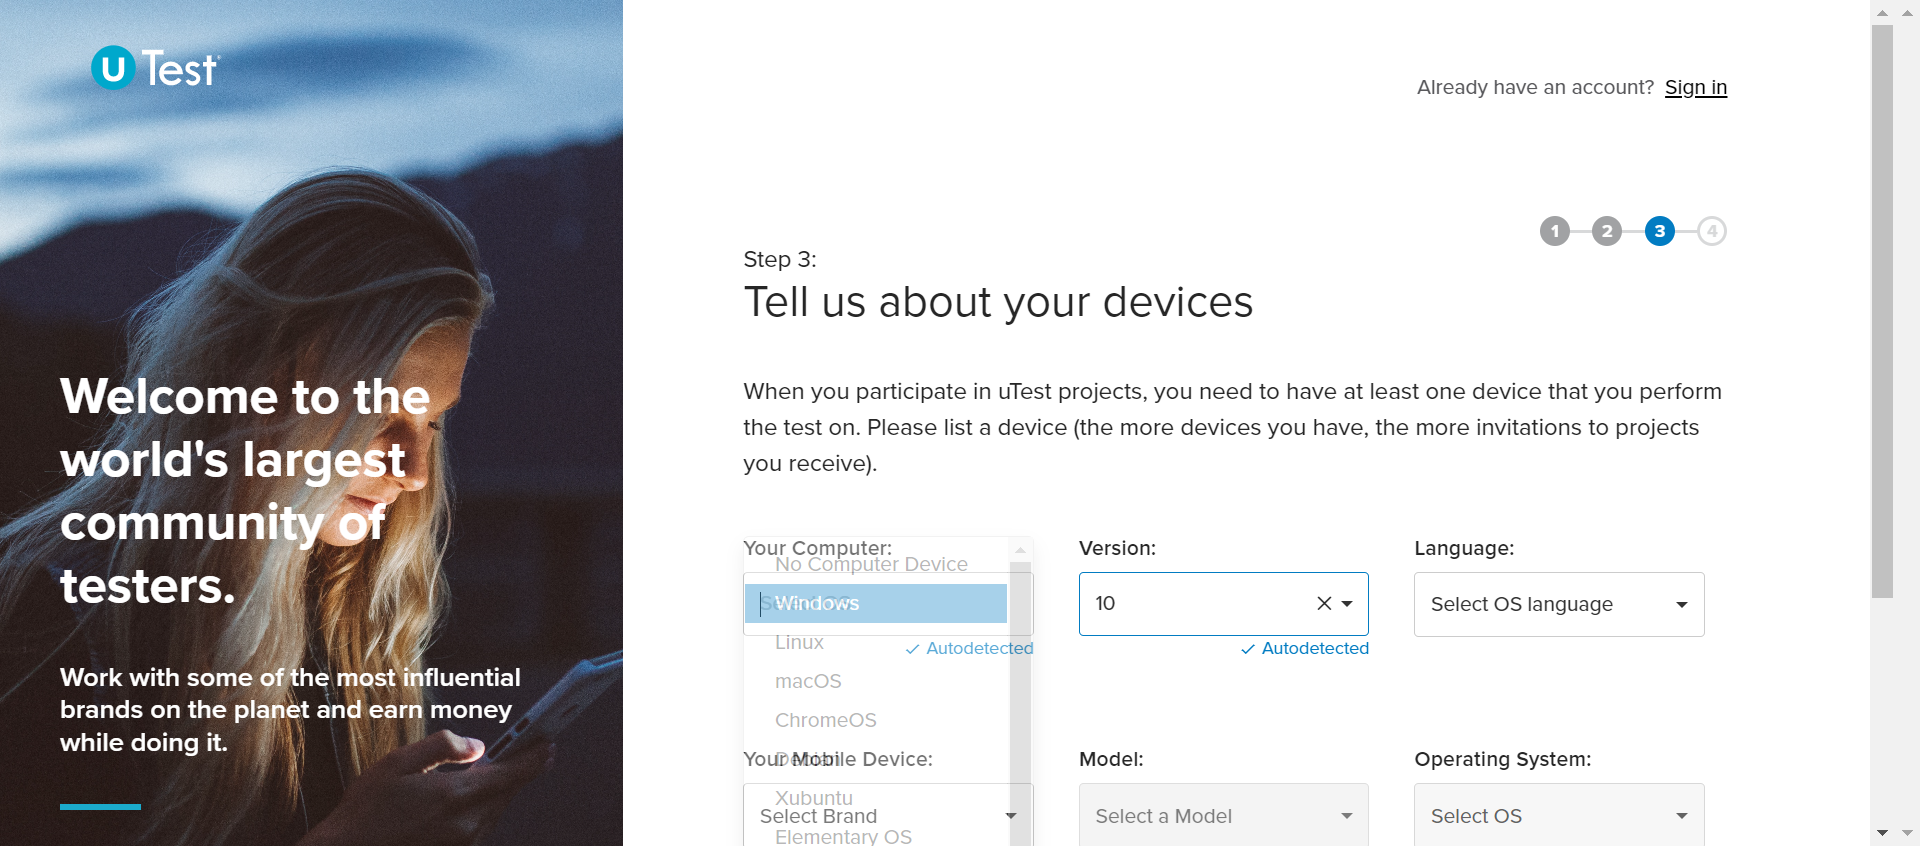 u Test
Already have an account? Sign in
1 2 3 4
Step 3:
Tell us about your devices
When you participate in uTest projects, you need to have at least one device that you perform
the test on. Please list a device (the more devices you have, the more invitations to projects
you receive).
Welcome to the
world's largest
community of
testers.
Work with some of the most influential
brands on the planet and earn money
while doing it.
Your Computer:
No Computer Device
Windows
Linux
Autodetected
macOS
ChromeOS
Debian
Xubuntu
Elementary OS
Version:
10
Autodetected
Language:
Select OS language
Your Mobile Device:
Select Brand
Model:
Select a Model
Operating System:
Select OS